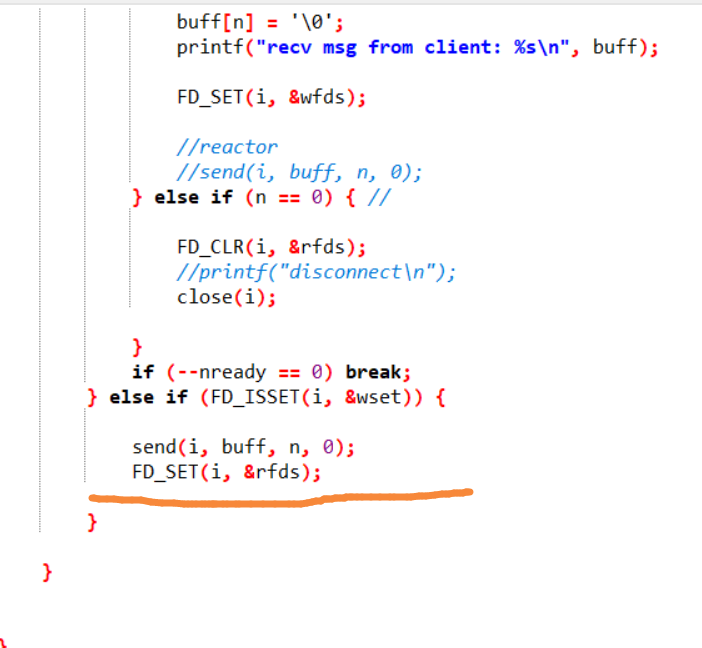 buff[n] = '\0';
printf("recv msg from client: %s\n", buff);
FD_SET(i, &wfds);
//reactor
//send(i, buff, n, 0);
} else if (n == 0) { //
FD_CLR(i, &rfds);
//printf("disconnect\n");
close(i);
}
if (--nready == 0) break;
} else if (FD_ISSET(i, &wset)) {
send(i, buff, n, 0);
FD_SET(i, &rfds);
}
}
}